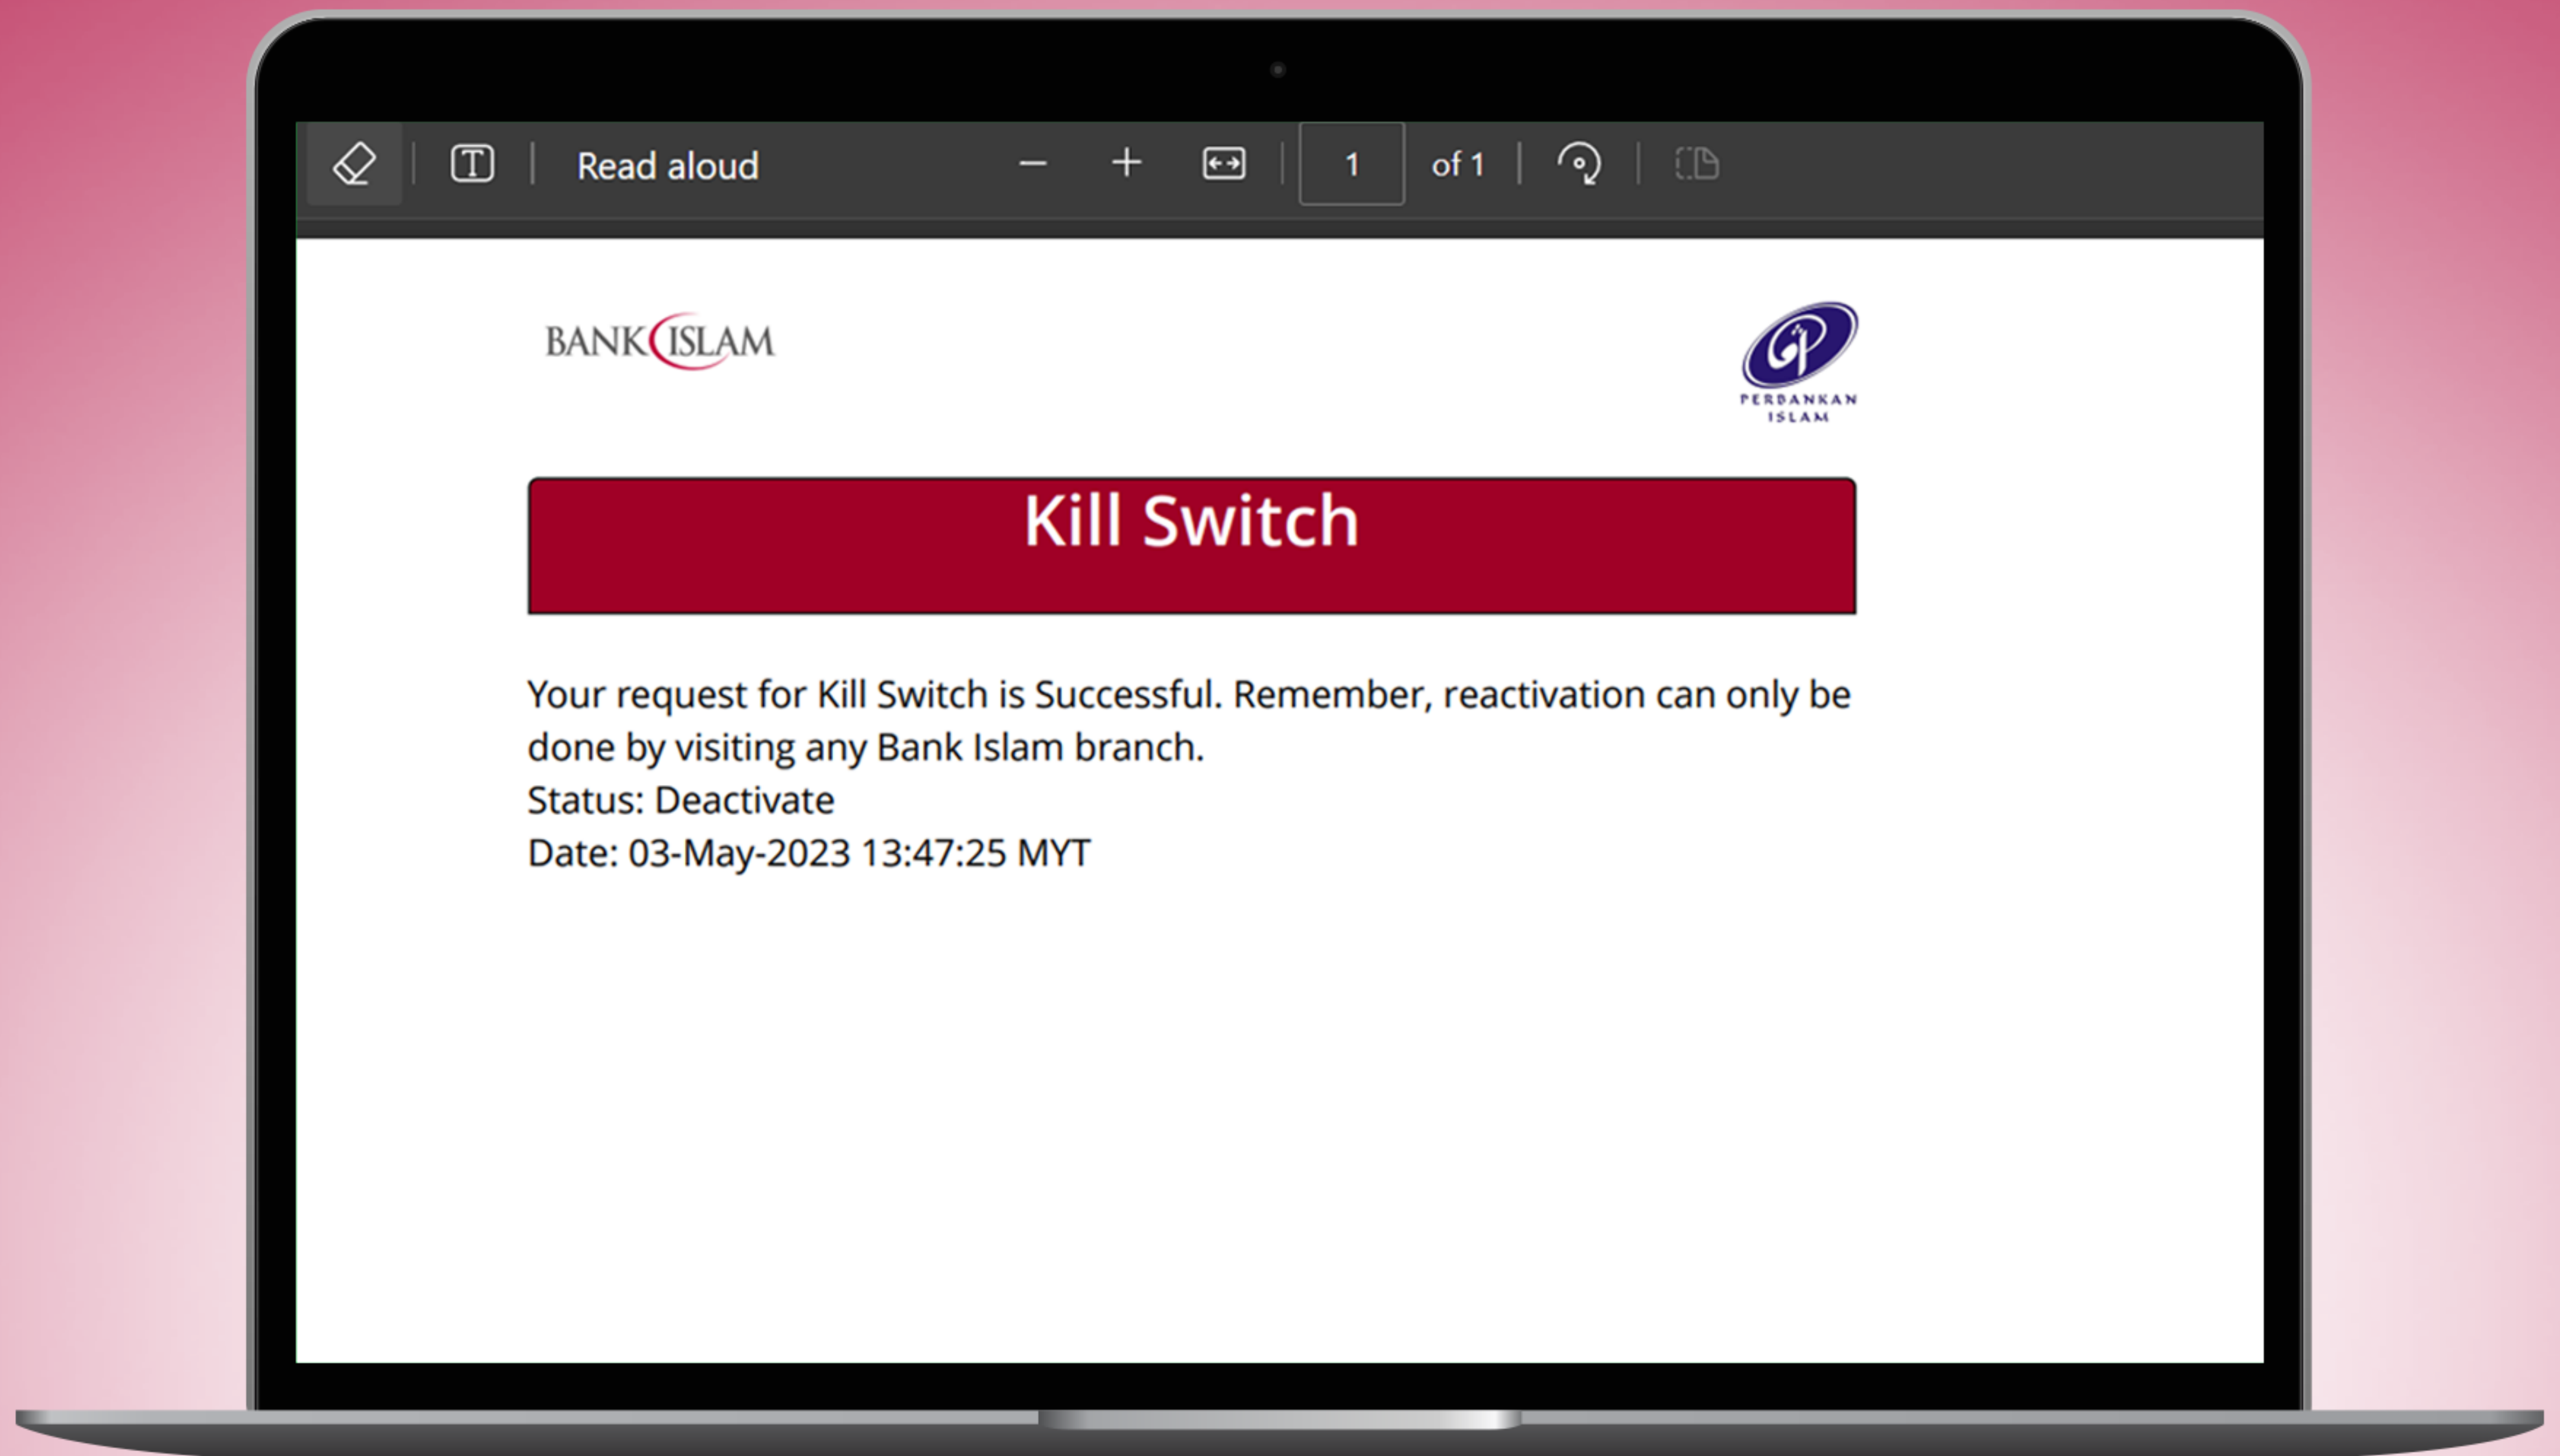 Read aloud
1 of 1
BANK ISLAM
PERBANKAN
ISLAM
Kill Switch
Your request for Kill Switch is Successful. Remember, reactivation can only be
done by visiting any Bank Islam branch.
Status: Deactivate
Date: 03-May-2023 13:47:25 MYT